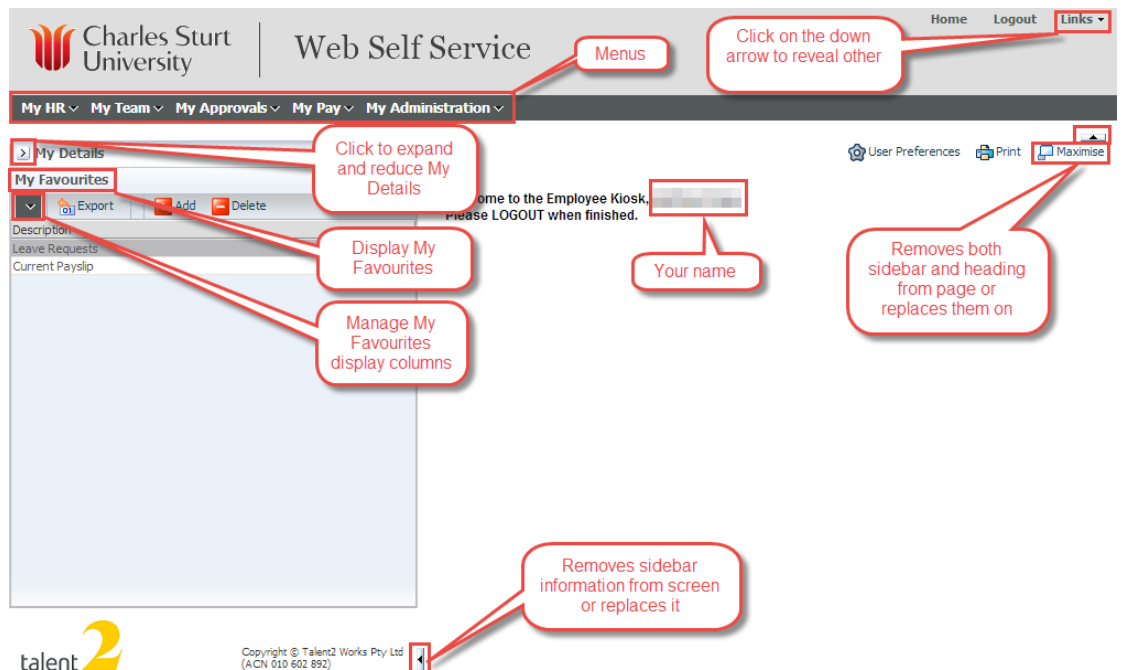 Home Logout Links
Charles Sturt
University
Web Self Service
Menus
Click on the down
arrow to reveal other
My HR My Team My Approvals My Pay My Administration
My Details
Click to expand
and reduce My
Details
User Preferences Print Maximise
My Favourites
Export Add Delete
ome to the Employee Kiosk,
Please LOGOUT when finished.
Description
Leave Requests
Current Payslip
Display My
Favourites
Your name
Removes both
sidebar and heading
from page or
replaces them on
Manage My
Favourites
display columns
Removes sidebar
information from screen
or replaces it
talent2
Copyright © Talent2 Works Pty Ltd
(ACN 010 602 892)